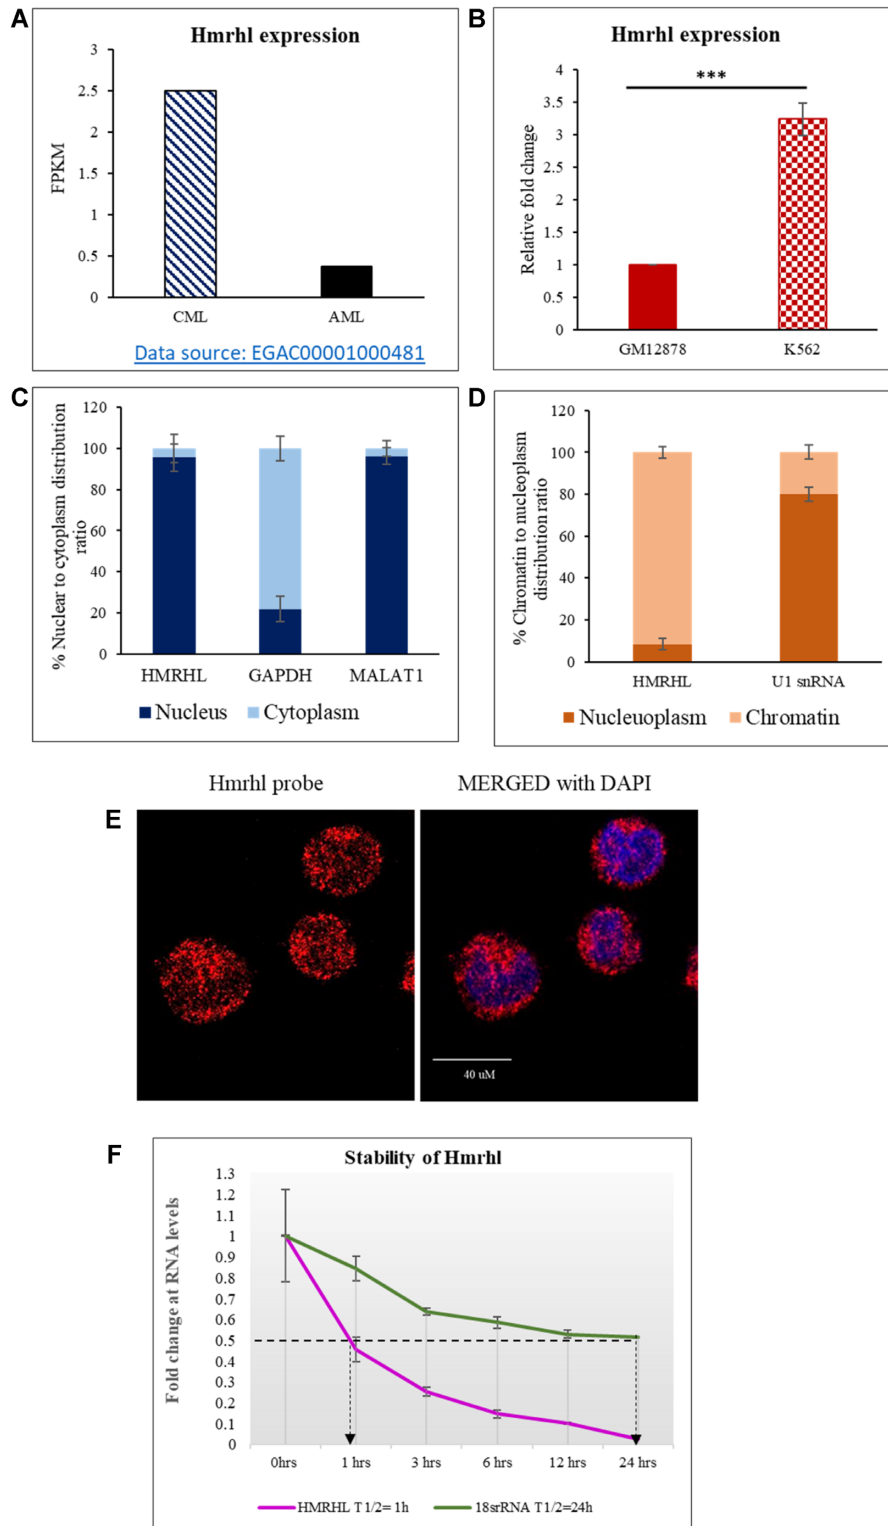 A
Hmrhl expression
FPKM
3
2.5
2
1.5
1
0.5
0
CML
AML
Data source: EGAC00001000481
B
Hmrhl expression
***
Relative fold change
4
3.5
3
2.5
2
1.5
1
0.5
0
GM12878
K562
C
% Nuclear to cytoplasm distribution
ratio
120
100
80
60
40
20
0
HMRHL
GAPDH
MALAT1
Nucleus
Cytoplasm
D
% Chromatin to nucleoplasm
distribution ratio
120
100
80
60
40
20
0
HMRHL
U1 snRNA
Nucleuoplasm
Chromatin
Hmrhl probe
MERGED with DAPI
E
40 uM
F
Stability of Hmrhl
Fold change at RNA levels
1.3
1.2
1.1
1
0.9
0.8
0.7
0.6
0.5
0.4
0.3
0.2
0.1
0
0hrs
1 hrs
3 hrs
6 hrs
12 hrs
24 hrs
HMRHL T1/2= 1h
18srRNA T1/2=24h